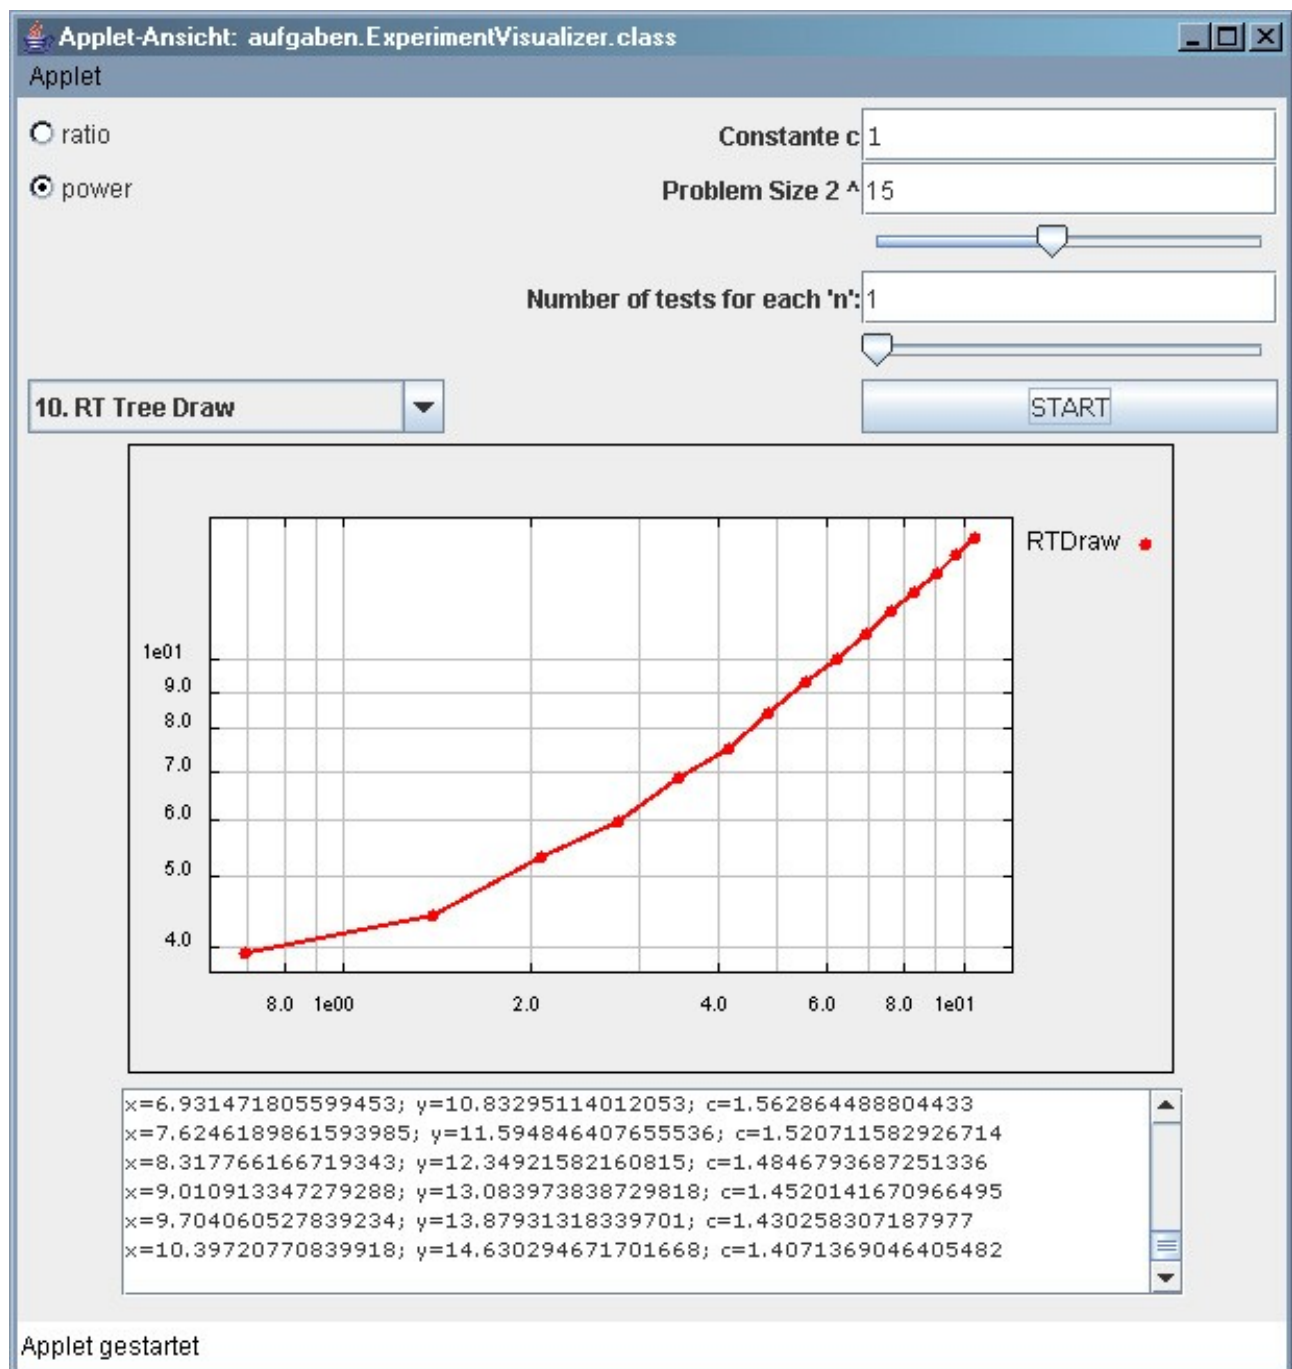 Applet-Ansicht: aufgaben.ExperimentVisualizer.class
Applet
ratio
Constante c 1
power
Problem Size 2 ^ 15
Number of tests for each 'n': 1
10. RT Tree Draw
START
RTDraw
1e01
9.0
8.0
7.0
6.0
5.0
4.0
8.0 1e00 2.0 4.0 6.0 8.0 1e01
x=6.931471805599453; y=10.83295114012053; c=1.562864488804433
x=7.6246189861593985; y=11.594846407655536; c=1.520711582926714
x=8.317766166719343; y=12.349215821608​15; c=1.4846793687251336
x=9.010913347279288; y=13.0839738387298​18; c=1.4520141670966495
x=9.704060527839234; y=13.87931318339701; c=1.430258307187977
x=10.39720770839918; y=14.630294671701668; c=1.4071369046405482
Applet gestartet